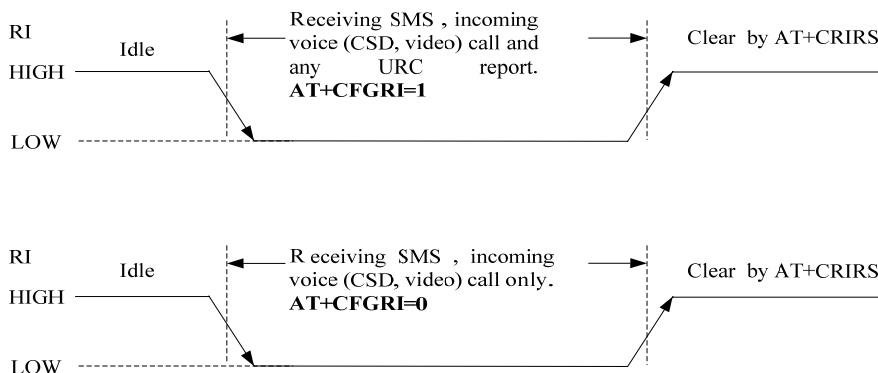 RI
Idle
HIGH
LOW
Receiving SMS , incoming
voice (CSD, video) call and
any URC report.
AT+CFGRI=1
Clear by AT+CRIRS
RI
Idle
HIGH
LOW
R eceiving SMS , incoming
voice (CSD, video) call only.
AT+CFGRI=0
Clear by AT+CRIRS